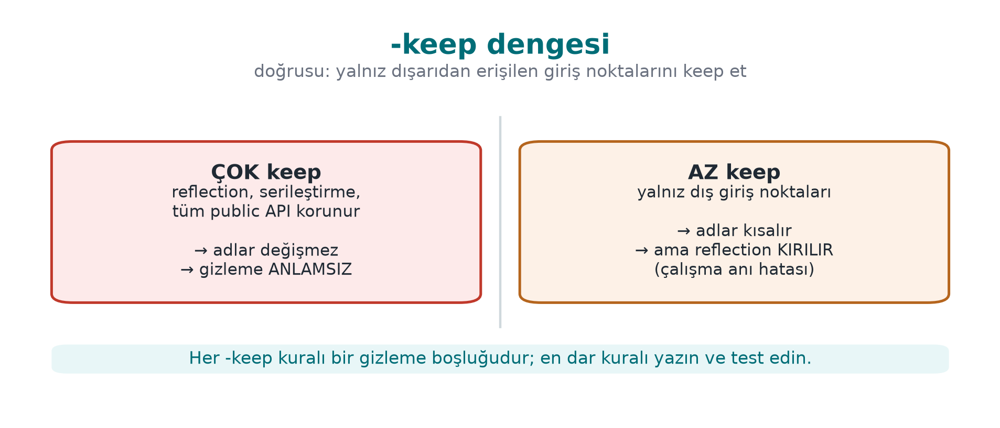 -keep dengesi
doğrusu: yalnız dışarıdan erişilen giriş noktalarını keep et
ÇOK keep
reflection, serileştirme,
tüm public API korunur
→ adlar değişmez
→ gizleme ANLAMSIZ
AZ keep
yalnız dış giriş noktaları
→ adlar kısalır
→ ama reflection KIRILIR
(çalışma anı hatası)
Her -keep kuralı bir gizleme boşluğudur; en dar kuralı yazın ve test edin.